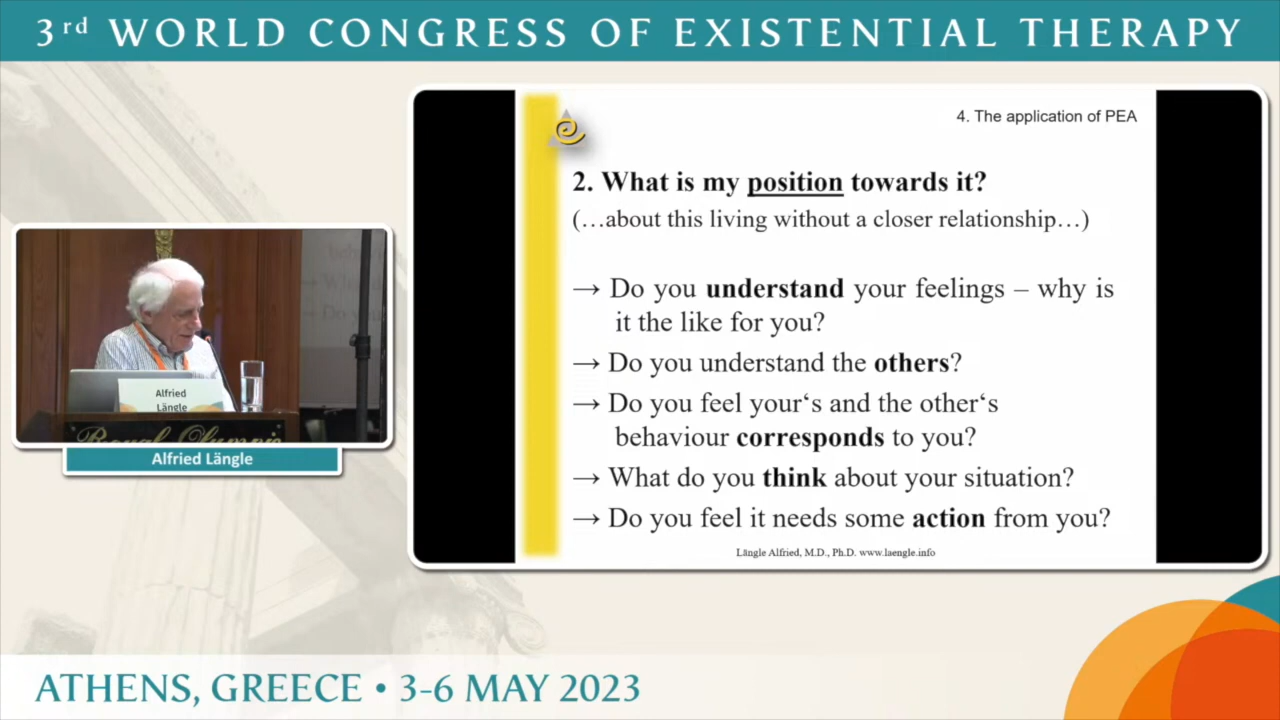 3rd WORLD CONGRESS OF EXISTENTIAL THERAPY
4. The application of PEA
2. What is my position towards it?
(…about this living without a closer relationship…)
→ Do you understand your feelings – why is
it the like for you?
→ Do you understand the others?
→ Do you feel your‘s and the other‘s
behaviour corresponds to you?
→ What do you think about your situation?
→ Do you feel it needs some action from you?
Längle Alfried, M.D., Ph.D. www.laengle.info
Alfried
Längle
Royal Olympic
Alfried Längle
ATHENS, GREECE • 3-6 MAY 2023